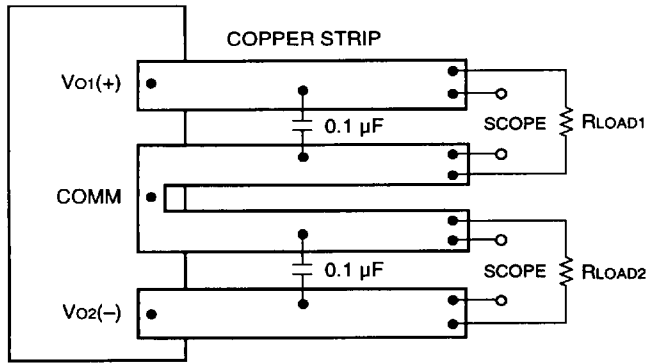 COPPER STRIP
VO1(+)
0.1 µF
SCOPE
RLOAD1
COMM
0.1 µF
SCOPE
RLOAD2
VO2(–)